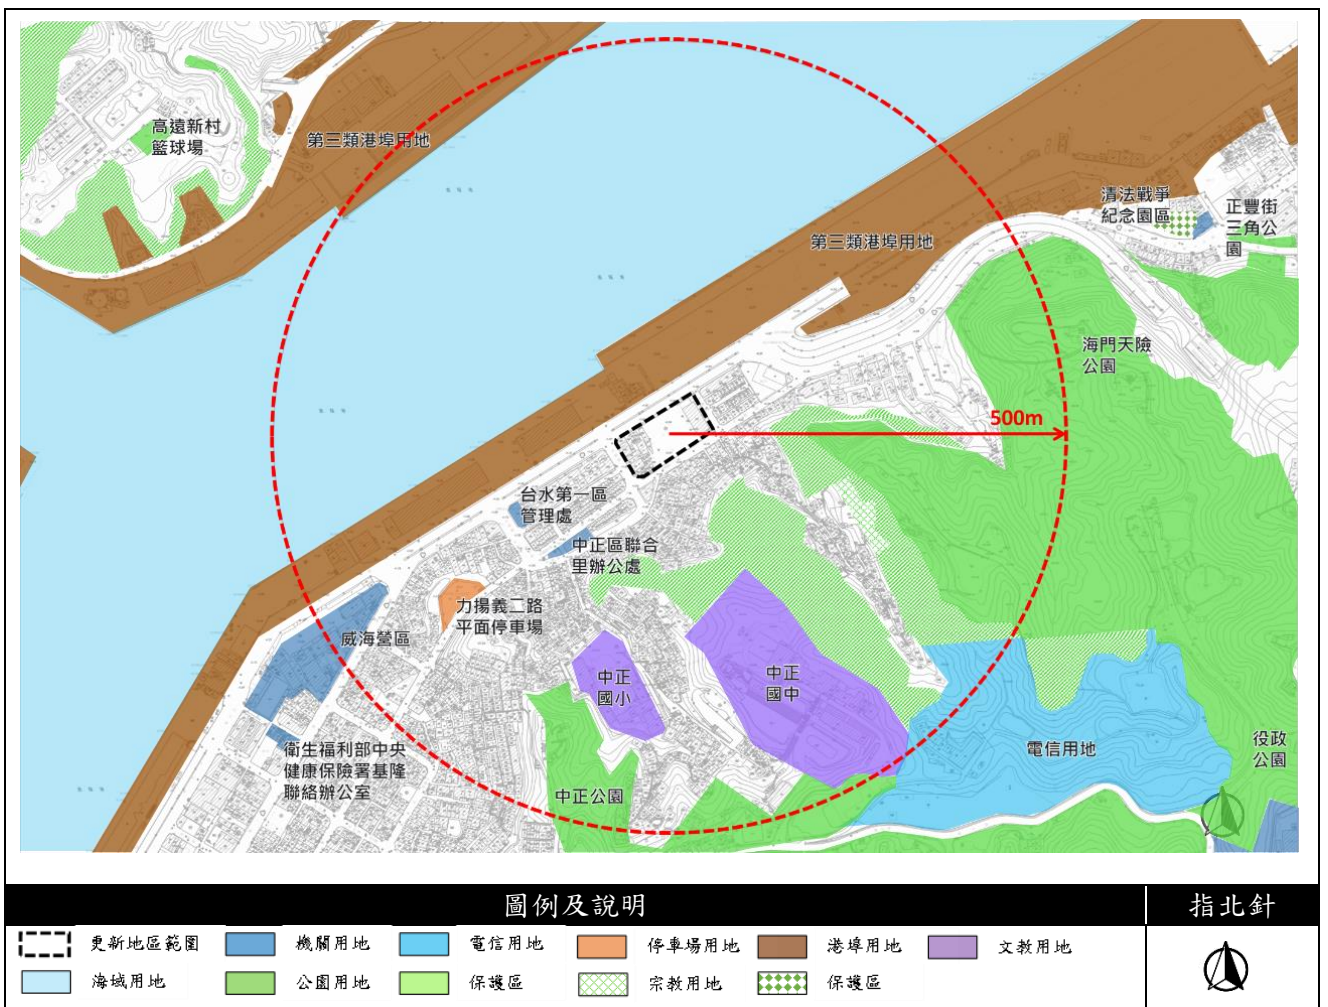 高遠新村
籃球場
第三類港埠用地
清法戰爭
紀念園區
正豐街
三角公
園
第三類港埠用地
海門天險
公園
500m
台水第一區
管理處
中正區聯合
里辦公處
力揚義二路
平面停車場
威海營區
中正
國小
中正
國中
電信用地
役政
公園
衛生福利部中央
健康保險署基隆
聯絡辦公室
中正公園
圖例及說明
指北針
更新地區範圍
機關用地
電信用地
停車場用地
港埠用地
文教用地
海域用地
公園用地
保護區
宗教用地
保護區